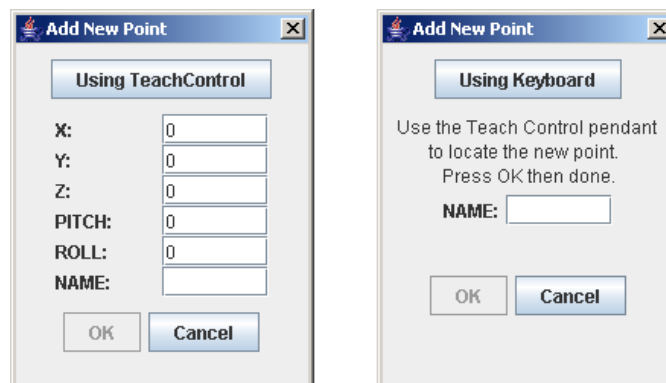 Add New Point
Using TeachControl
X: 0
Y: 0
Z: 0
PITCH: 0
ROLL: 0
NAME:
OK Cancel
Add New Point
Using Keyboard
Use the Teach Control pendant
to locate the new point.
Press OK then done.
NAME:
OK Cancel